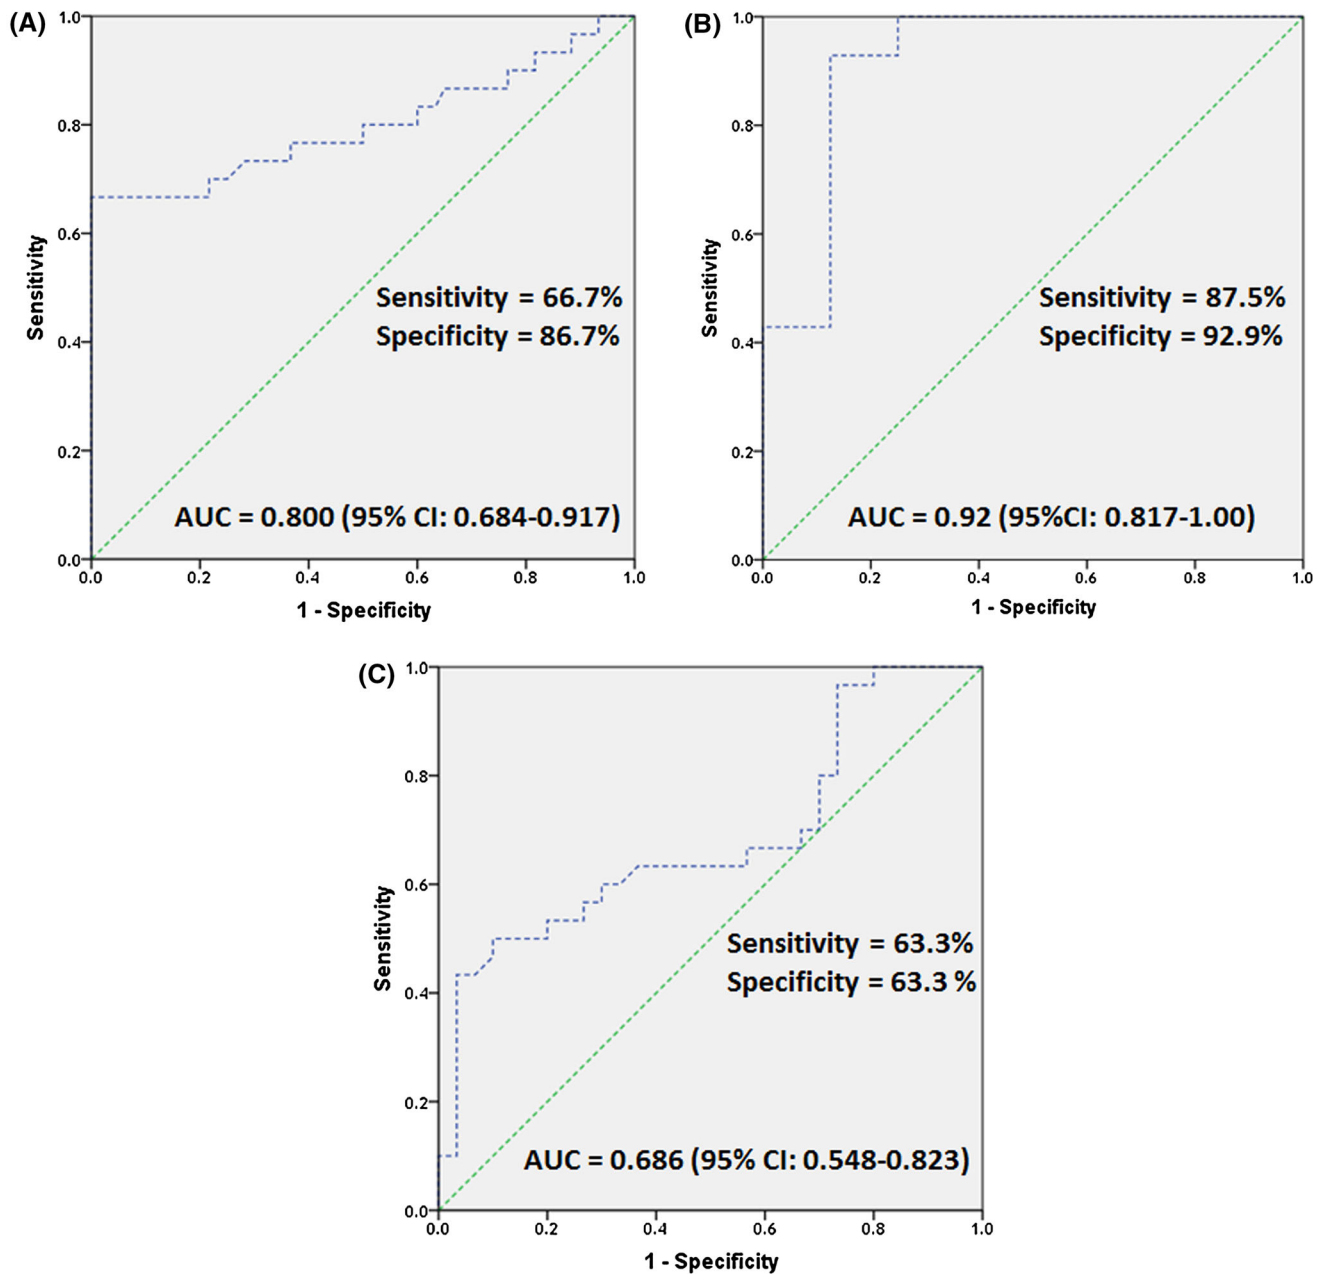 (A)
1.0
0.8
0.6
0.4
0.2
0.0
Sensitivity
Sensitivity = 66.7%
Specificity = 86.7%
AUC = 0.800 (95% CI: 0.684-0.917)
0.0 0.2 0.4 0.6 0.8 1.0
1 - Specificity
(B)
1.0
0.8
0.6
0.4
0.2
0.0
Sensitivity
Sensitivity = 87.5%
Specificity = 92.9%
AUC = 0.92 (95%CI: 0.817-1.00)
0.0 0.2 0.4 0.6 0.8 1.0
1 - Specificity
(C)
1.0
0.8
0.6
0.4
0.2
0.0
Sensitivity
Sensitivity = 63.3%
Specificity = 63.3 %
AUC = 0.686 (95% CI: 0.548-0.823)
0.0 0.2 0.4 0.6 0.8 1.0
1 - Specificity